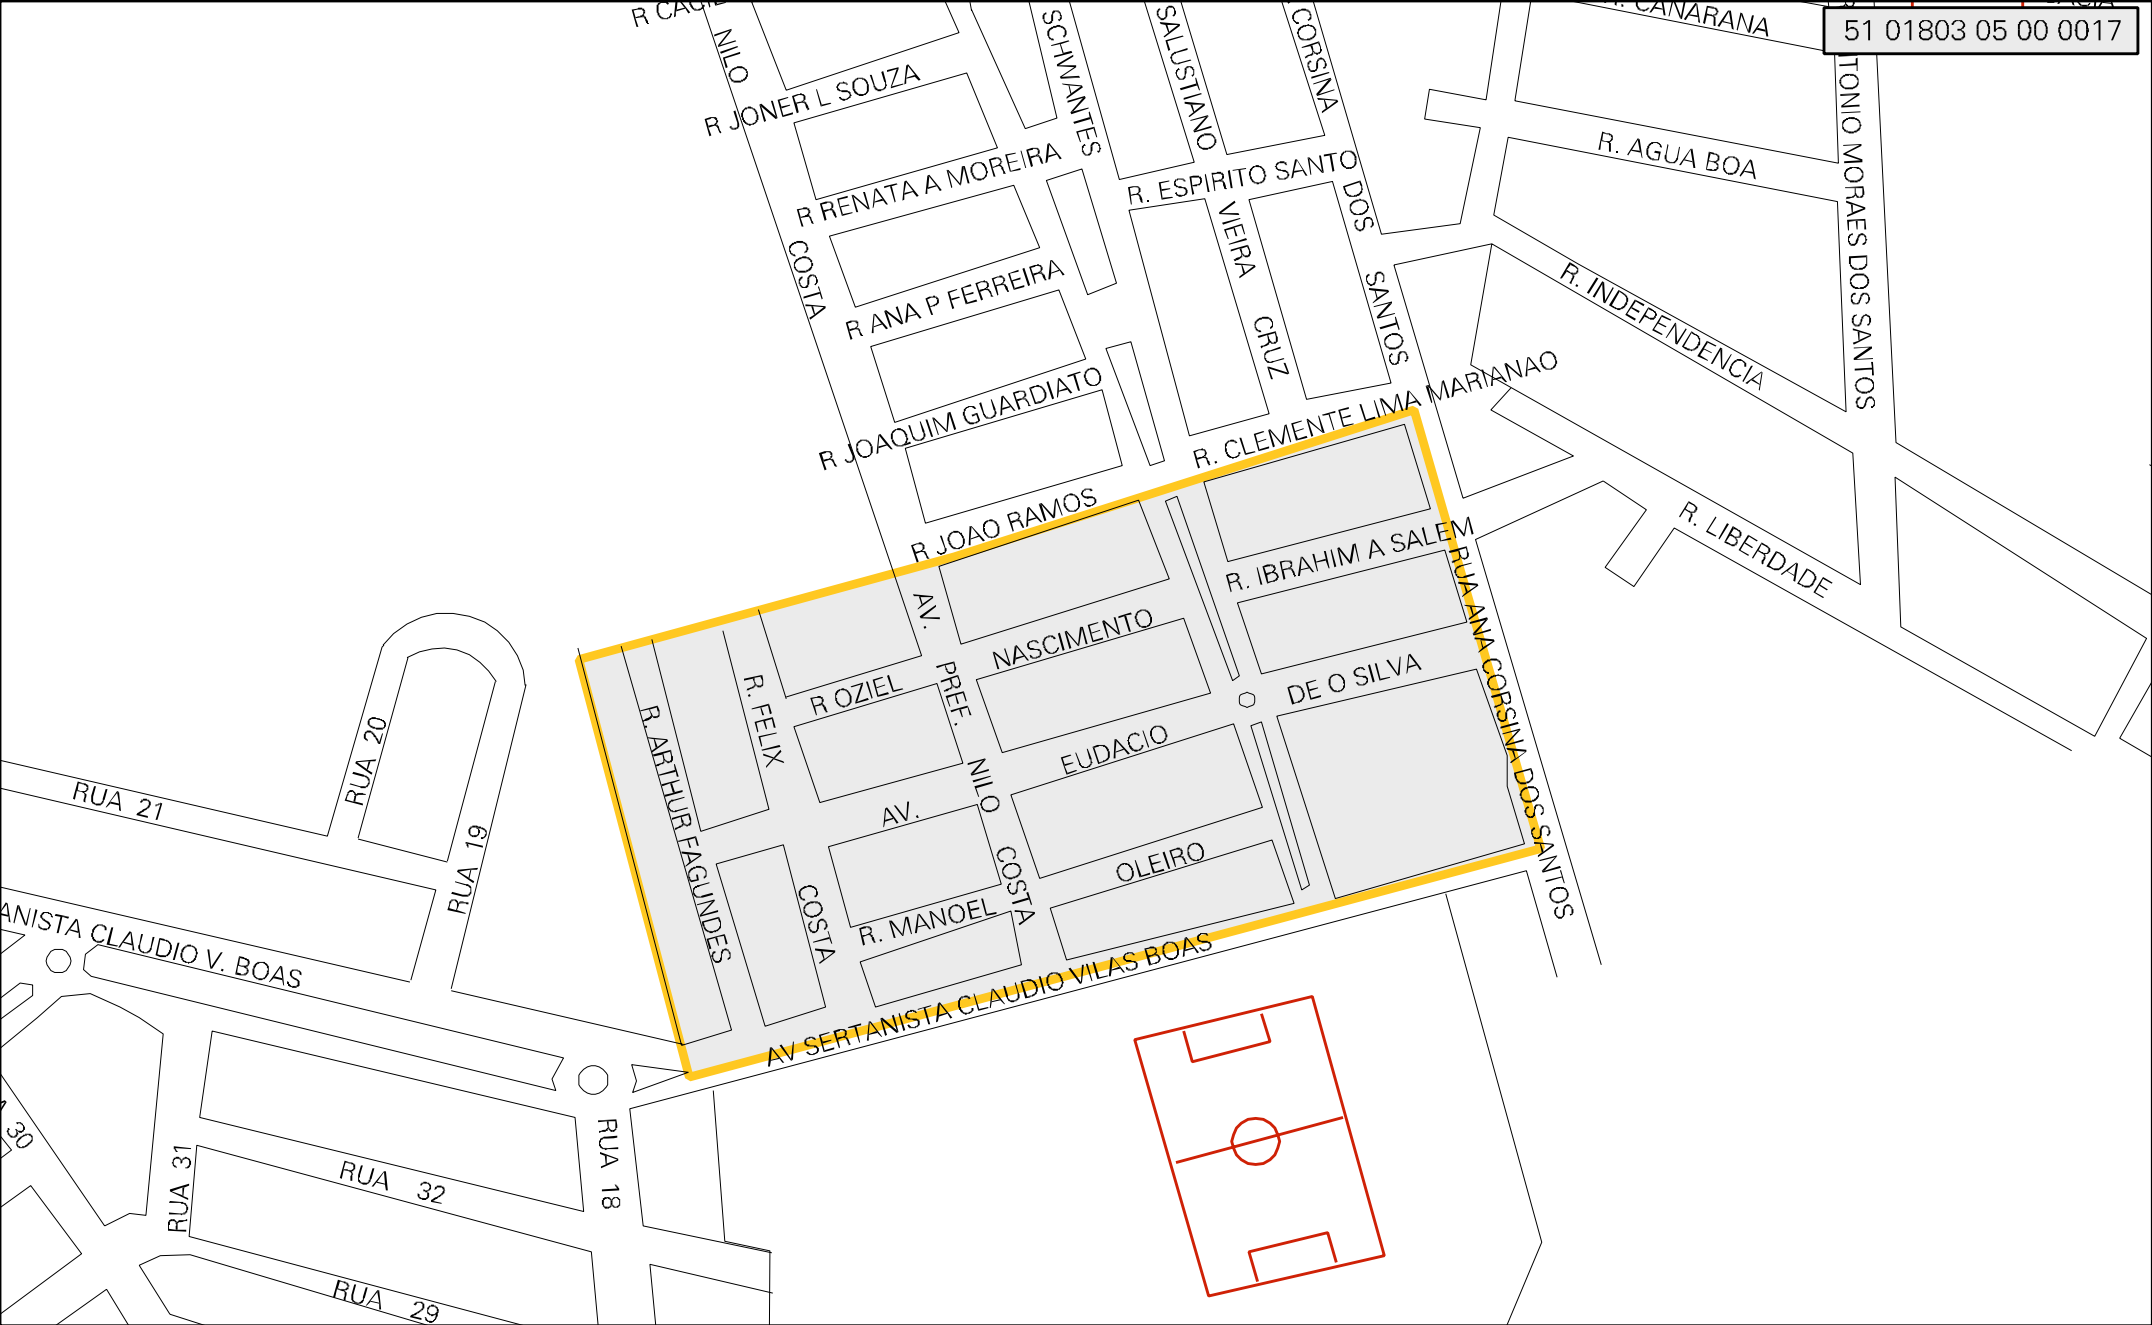 51 01803 05 00 0017
R. CANARANA
NILO
SCHWANTES
SALUSTIANO
CORSINA
R JONER L SOUZA
R. AGUA BOA
R RENATA A MOREIRA
R. ESPIRITO SANTO
DOS
VIEIRA
COSTA
R ANA P FERREIRA
SANTOS
R. INDEPENDENCIA
MORAES DOS SANTOS
CRUZ
R JOAQUIM GUARDIATO
R. CLEMENTE LIMA MARIANAO
R JOAO RAMOS
R. LIBERDADE
R. IBRAHIM A SALEM
RUA ANA CORSINA DOS SANTOS
AV.
NASCIMENTO
PREF.
R OZIEL
R. FELIX
DE O SILVA
R. ARTHUR FAGUNDES
EUDACIO
NILO
AV.
RUA 20
RUA 21
RUA 19
COSTA
OLEIRO
COSTA
R. MANOEL
CLAUDIO V. BOAS
AV SERTANISTA CLAUDIO VILAS BOAS
RUA 18
30
RUA 31
RUA 32
RUA 29